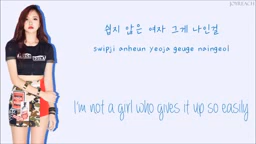 JONREACH
쉽지 않은 여자 그게 나인걸
swipji anheun yeoja geuge naingeol
I'm not a girl who gives it up so easily